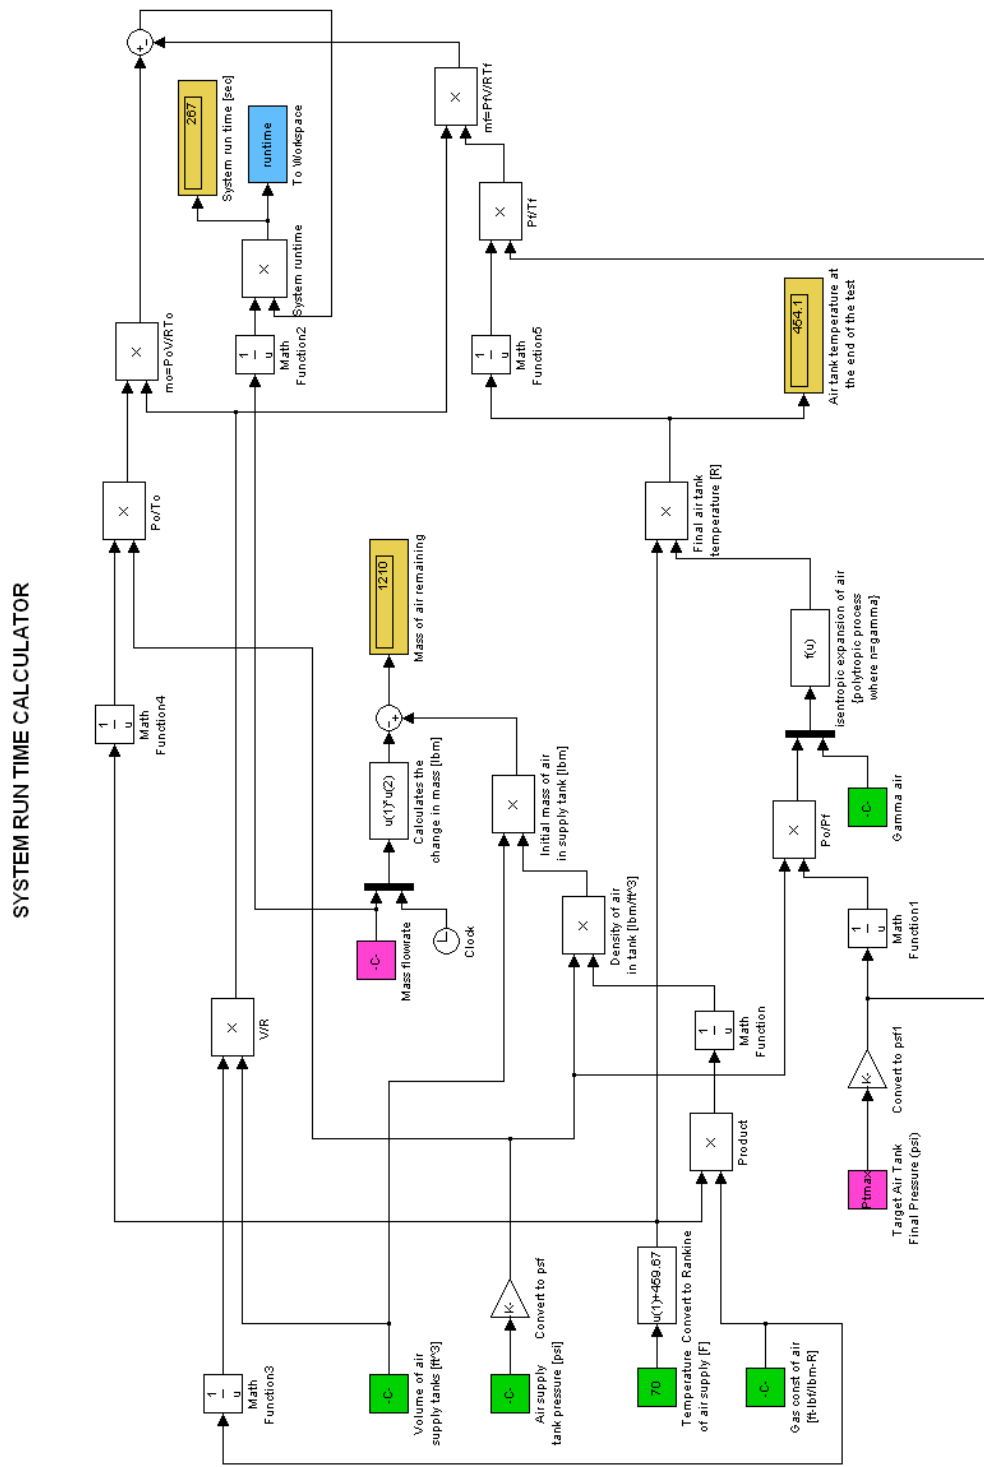 SYSTEM RUN TIME CALCULATOR
+
-
267
System run time [sec]
runtime
To Workspace
×
System runtime
1
u
Math
Function2
×
mo=PoV/RTo
×
mf=PfV/RTf
×
Pf/Tf
1
u
Math
Function5
454.1
Air tank temperature at
the end of the test
×
Po/To
×
Final air tank
temperature [R]
1210
Mass of air remaining
-
+
1
u
Math
Function4
u(1)*u(2)
Calculates the
change in mass [lbm]
×
Initial mass of air
in supply tank [lbm]
f(u)
isentropic expansion of air
{polytropic process
where n=gamma}
-C-
Gamma air
×
Po/Pf
-C-
Mass flowrate
Clock
×
Density of air
in tank [lbm/ft^3]
1
u
Math
Function1
×
V/R
1
u
Math
Function
×
Product
K-
Convert to psf1
Ptmax
Target Air Tank
Final Pressure (psi)
K-
Convert to psf
u(1)+459.67
Convert to Rankine
1
u
Math
Function3
-C-
Volume of air
supply tanks [ft^3]
-C-
Air supply
tank pressure [psi]
70
Temperature
of air supply [F]
-C-
Gas const of air
[ft-lbf/lbm-R]